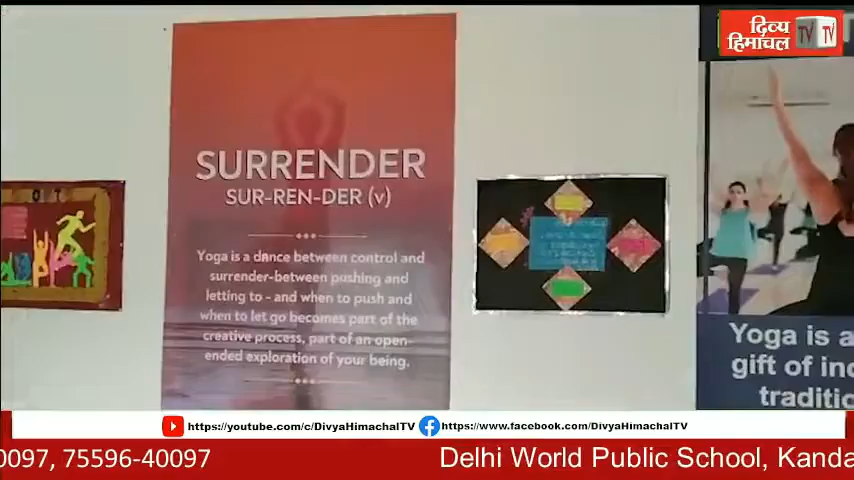 दिव्य
हिमाचल
TV TV
SURRENDER
SUR-REN-DER (v)
Yoga is a dance between control and
surrender-between pushing and
letting to - and when to push and
when to let go becomes part of the
creative process, part of an open-
ended exploration of your being.
Yoga is a
gift of
https://youtube.com/c/DivyaHimachalTV
https://www.facebook.com/DivyaHimachalTV
0097, 75596-40097
Delhi World Public School, Kanda